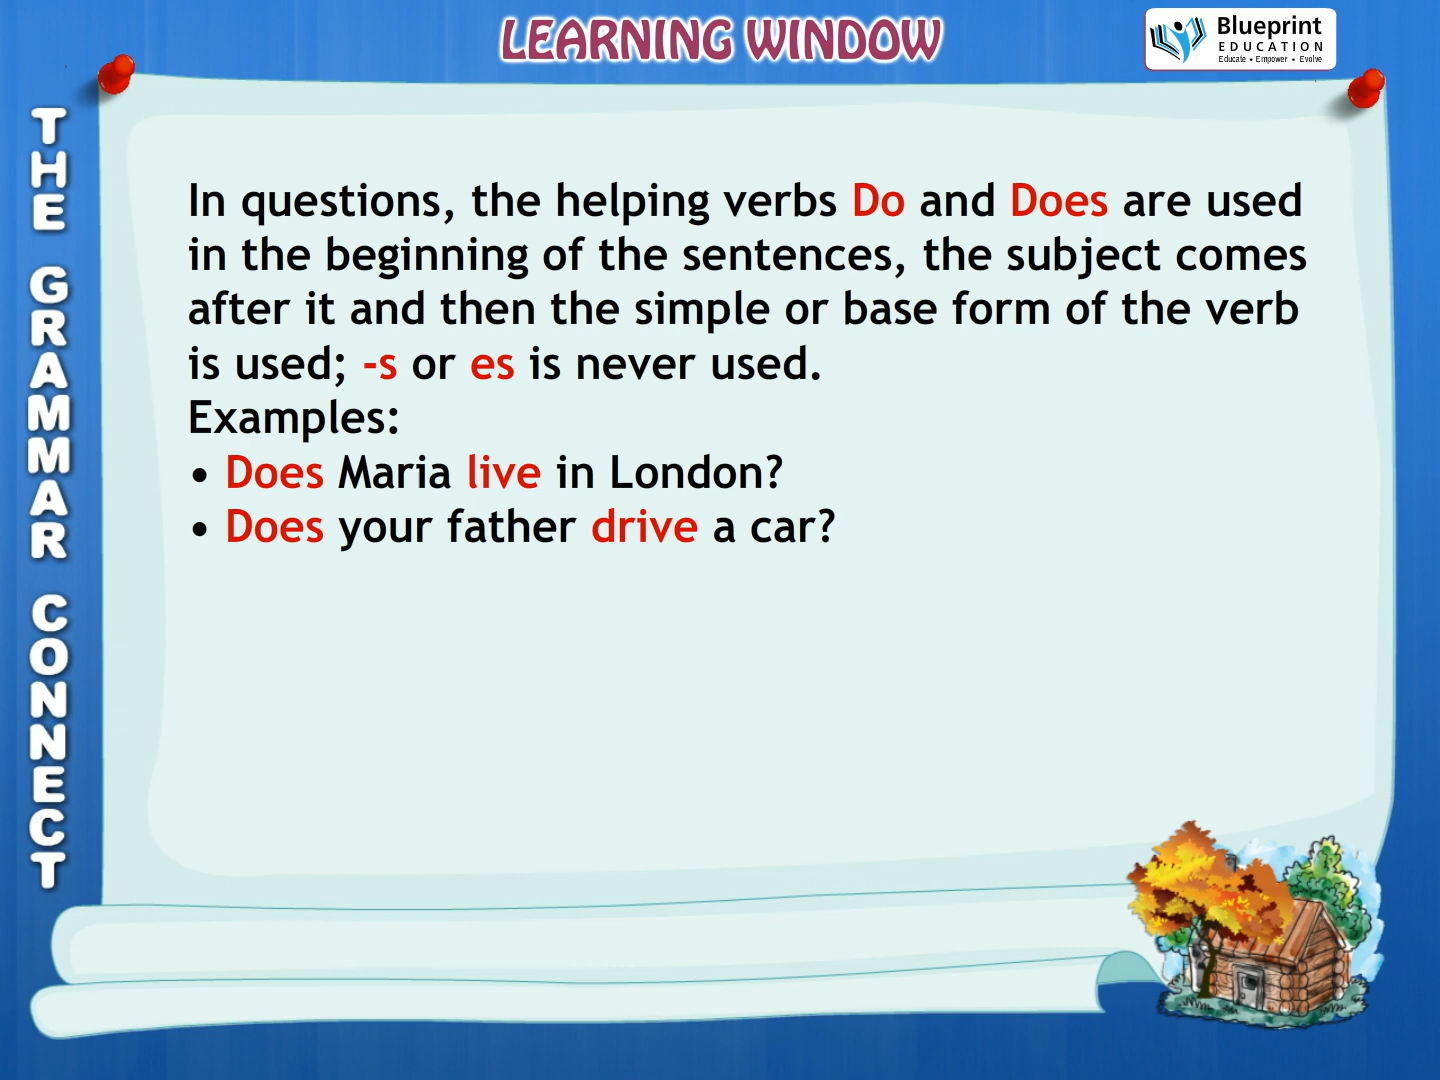 LEARNING WINDOW
Blueprint
EDUCATION
Educate • Empower • Evolve
THE GRAMMAR CONNECT
In questions, the helping verbs Do and Does are used
in the beginning of the sentences, the subject comes
after it and then the simple or base form of the verb
is used; -s or es is never used.
Examples:
• Does Maria live in London?
• Does your father drive a car?